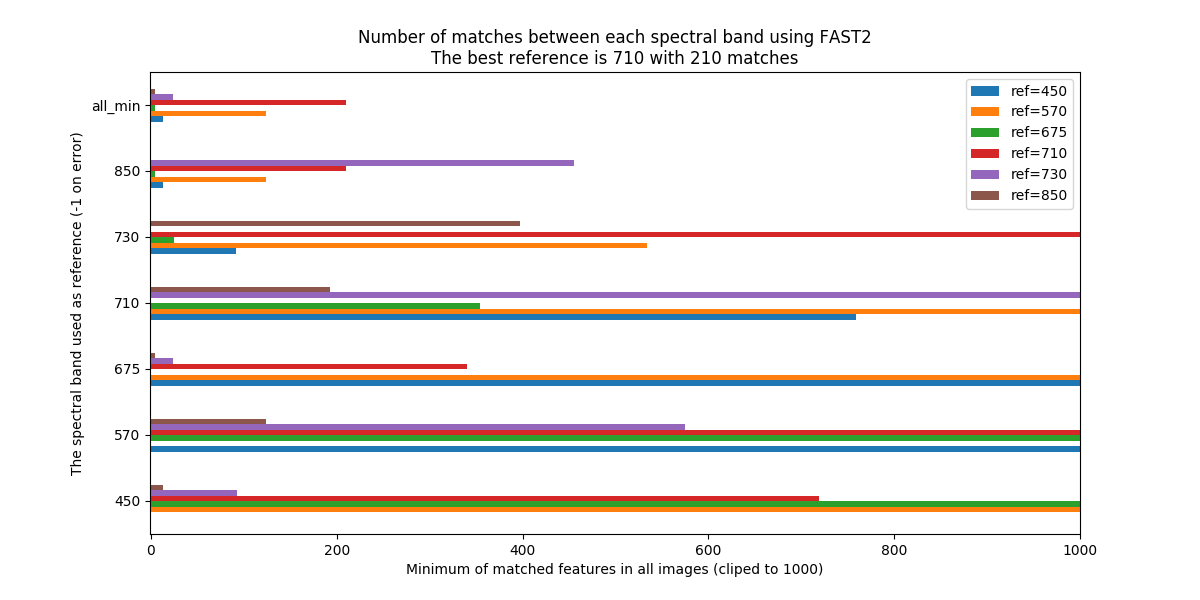 Number of matches between each spectral band using FAST2
The best reference is 710 with 210 matches
The spectral band used as reference (-1 on error)
all_min
850
730
710
675
570
450
ref=450
ref=570
ref=675
ref=710
ref=730
ref=850
0 200 400 600 800 1000
Minimum of matched features in all images (cliped to 1000)